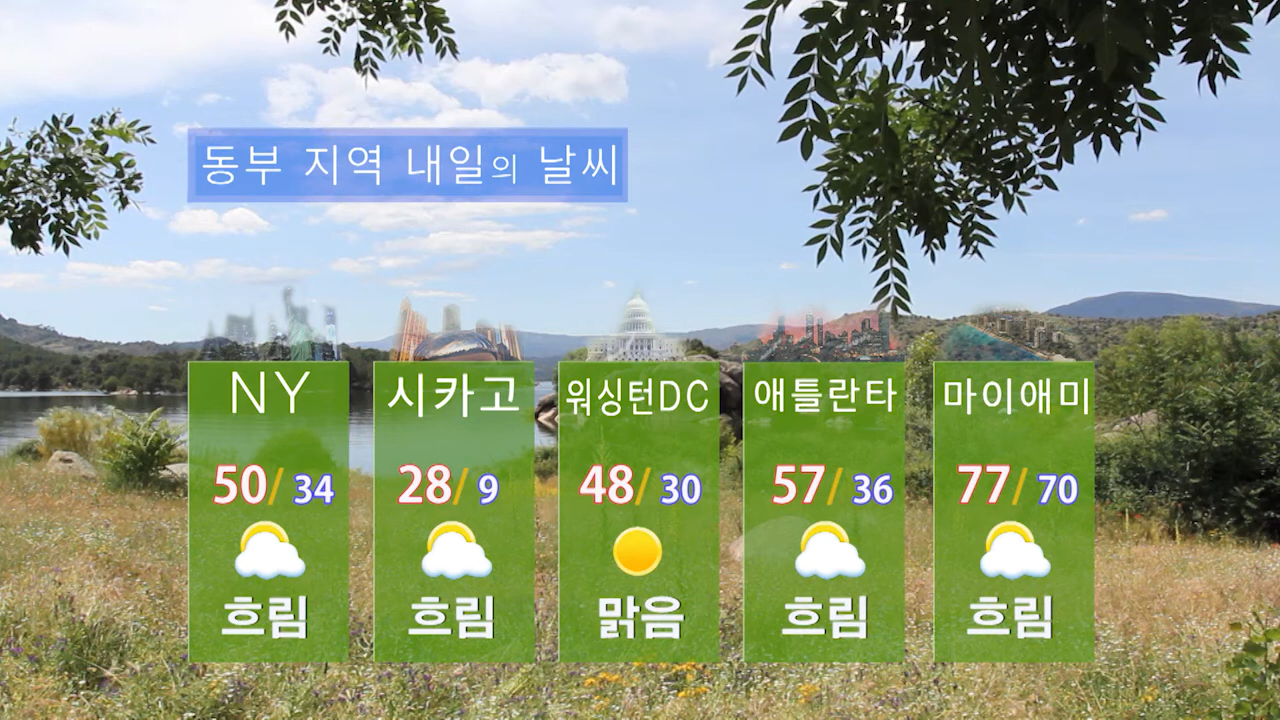 동부 지역 내일의 날씨
NY
50/ 34
흐림
시카고
28/ 9
흐림
워싱턴DC
48/ 30
맑음
애틀란타
57/ 36
흐림
마이애미
77/ 70
흐림